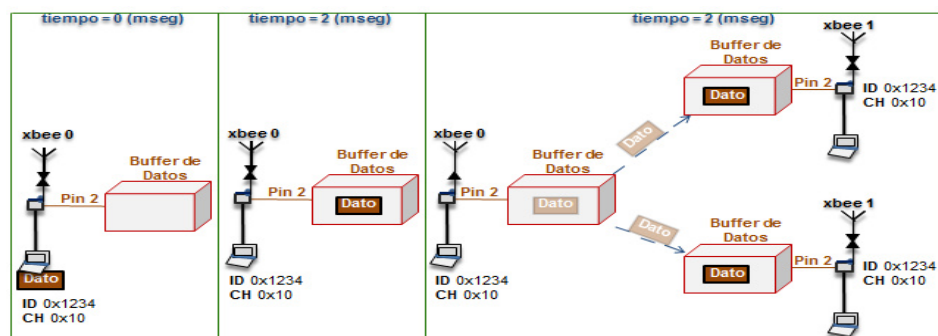 tiempo = 0 (mseg)
xbee 0
Buffer de
Datos
Pin 2
Dato
ID 0x1234
CH 0x10
tiempo = 2 (mseg)
xbee 0
Buffer de
Datos
Pin 2
Dato
ID 0x1234
CH 0x10
tiempo = 2 (mseg)
xbee 0
Buffer de
Datos
Pin 2
Dato
ID 0x1234
CH 0x10
Dato
Buffer de
Datos
Dato
Pin 2
xbee 1
ID 0x1234
CH 0x10
Dato
Buffer de
Datos
Dato
Pin 2
xbee 1
ID 0x1234
CH 0x10